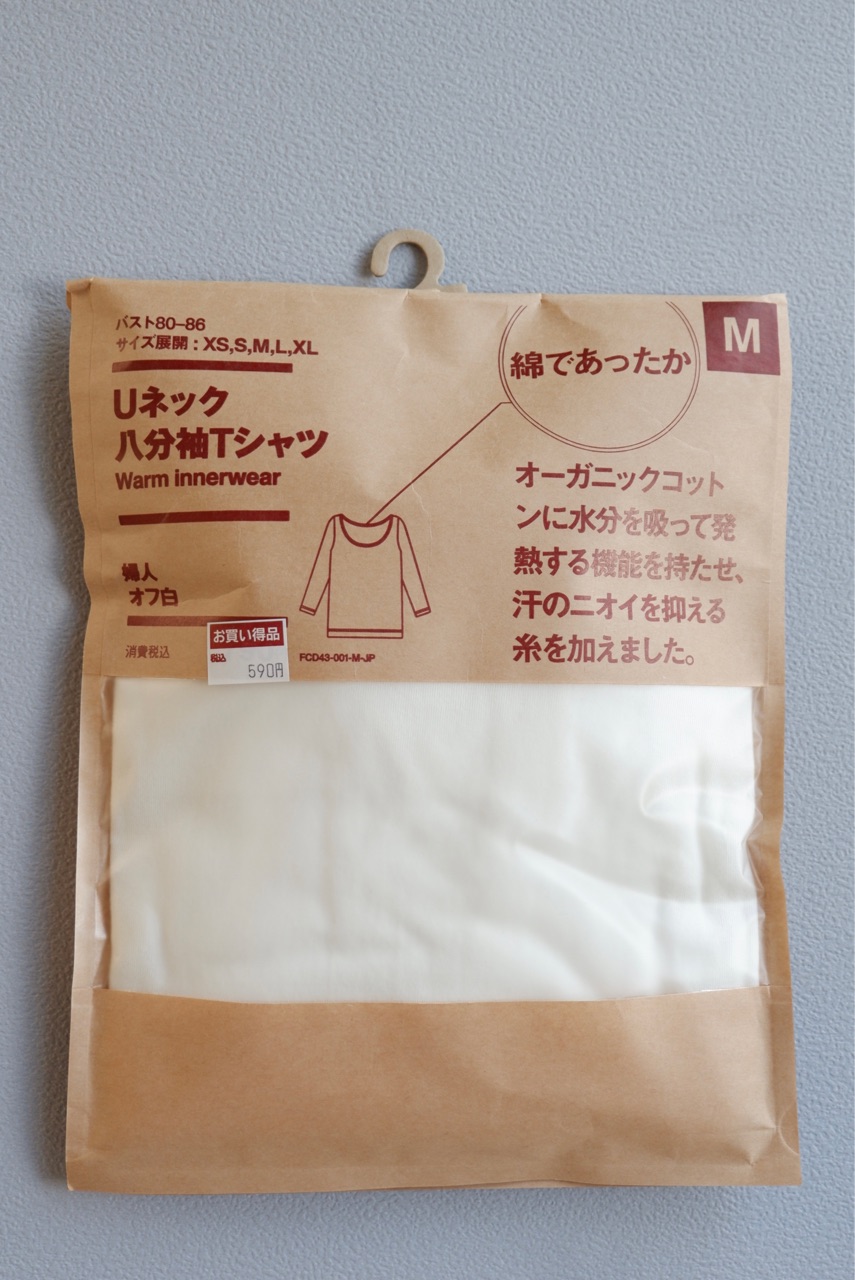 バスト80–86
サイズ展開：XS,S,M,L,XL
Uネック
八分袖Tシャツ
Warm innerwear
婦人
オフ白
消費税込
お買い得品
税込
590円
FCD43-001-M-JP
綿であったか
M
オーガニックコット
ンに水分を吸って発
熱する機能を持たせ、
汗のニオイを抑える
糸を加えました。